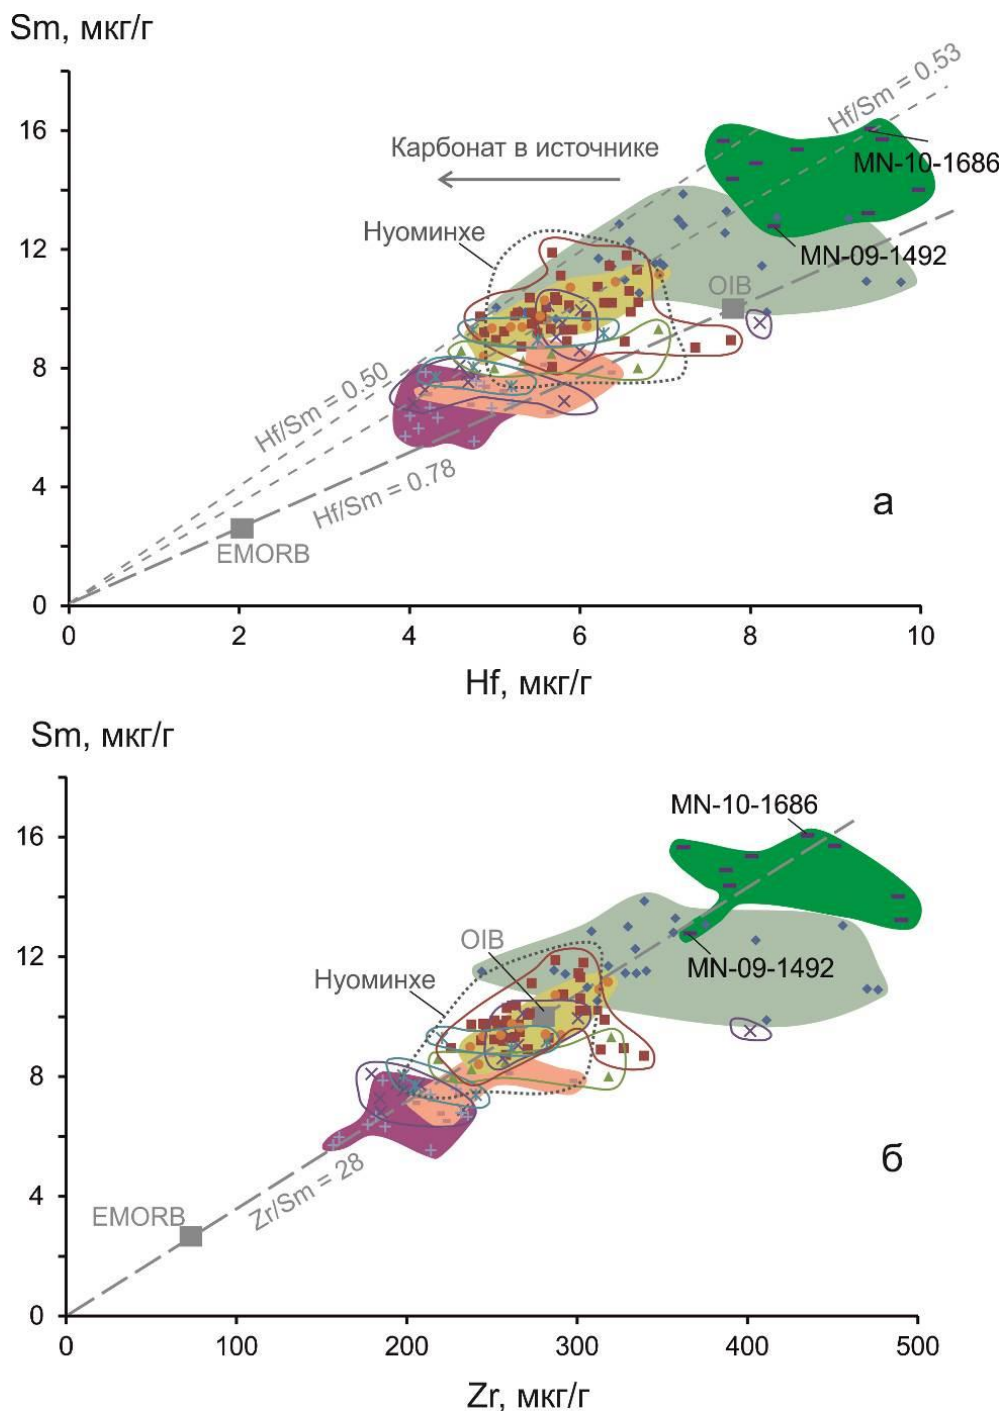 Sm, мкг/г
16
12
8
4
0
0
2
4
6
8
10
Hf, мкг/г
Карбонат в источнике
Нуоминхе
Hf/Sm = 0.53
MN-10-1686
MN-09-1492
OIB
Hf/Sm = 0.50
Hf/Sm = 0.78
EMORB
а
Sm, мкг/г
16
12
8
4
0
0
100
200
300
400
500
Zr, мкг/г
MN-10-1686
OIB
MN-09-1492
Нуоминхе
Zr/Sm = 28
EMORB
б